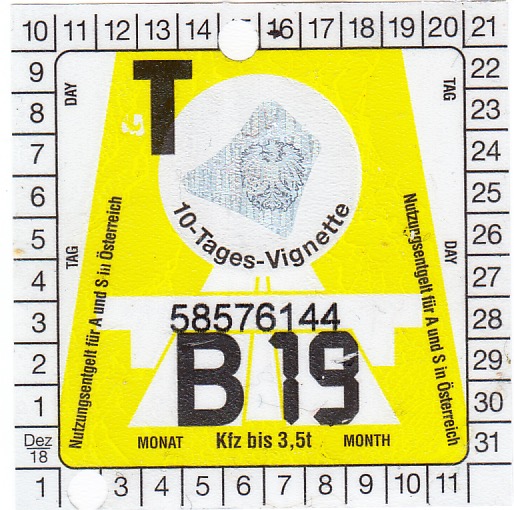 10 11 12 13 14 16 17 18 19 20 21
9 22
8 23
7 24
6 25
5 26
4 27
3 28
2 29
1 30
Dez 18 31
1 3 4 5 6 7 8 9 10 11
DAY
TAG
T
10-Tages-Vignette
TAG
DAY
Nutzungsentgelt für A und S in Österreich
Nutzungsentgelt für A und S in Österreich
58576144
B 19
MONAT Kfz bis 3,5t MONTH